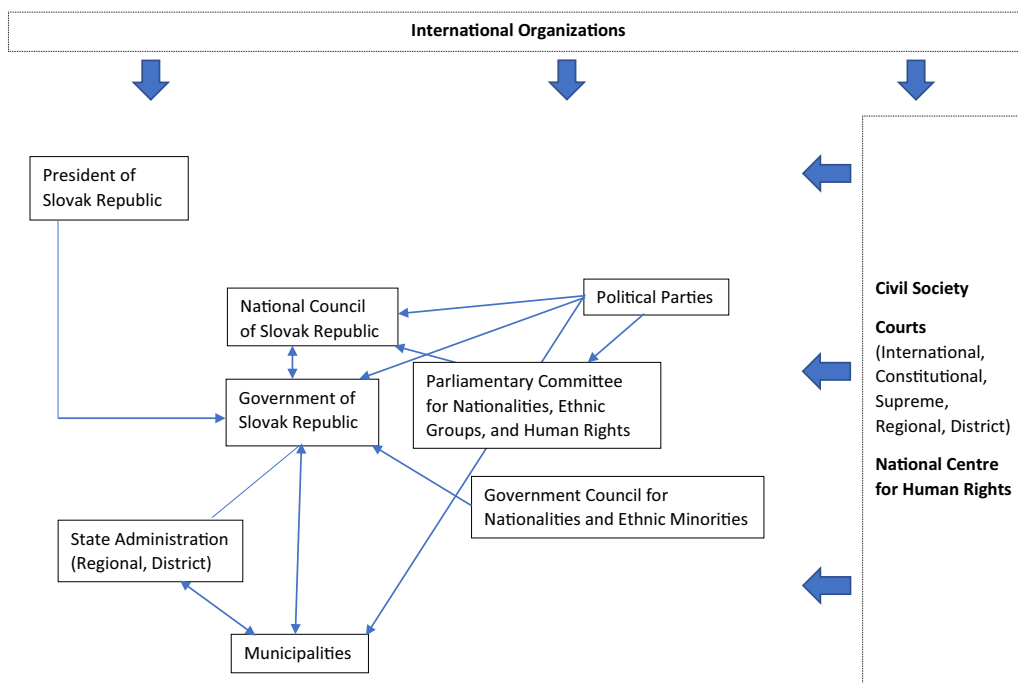 International Organizations
President of
Slovak Republic
National Council
of Slovak Republic
Political Parties
Government of
Slovak Republic
Parliamentary Committee
for Nationalities, Ethnic
Groups, and Human Rights
Government Council for
Nationalities and Ethnic Minorities
State Administration
(Regional, District)
Municipalities
Civil Society
Courts
(International,
Constitutional,
Supreme,
Regional, District)
National Centre
for Human Rights